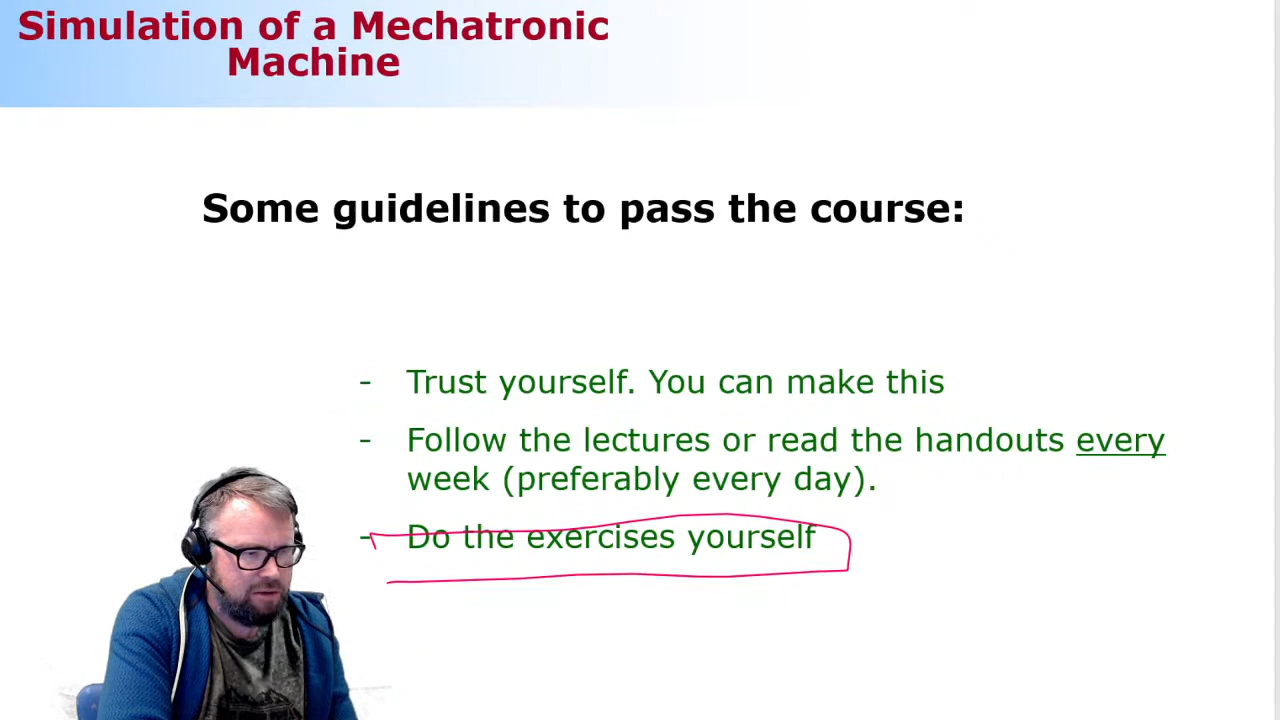 Simulation of a Mechatronic
Machine
Some guidelines to pass the course:
- Trust yourself. You can make this
- Follow the lectures or read the handouts every
week (preferably every day).
- Do the exercises yourself